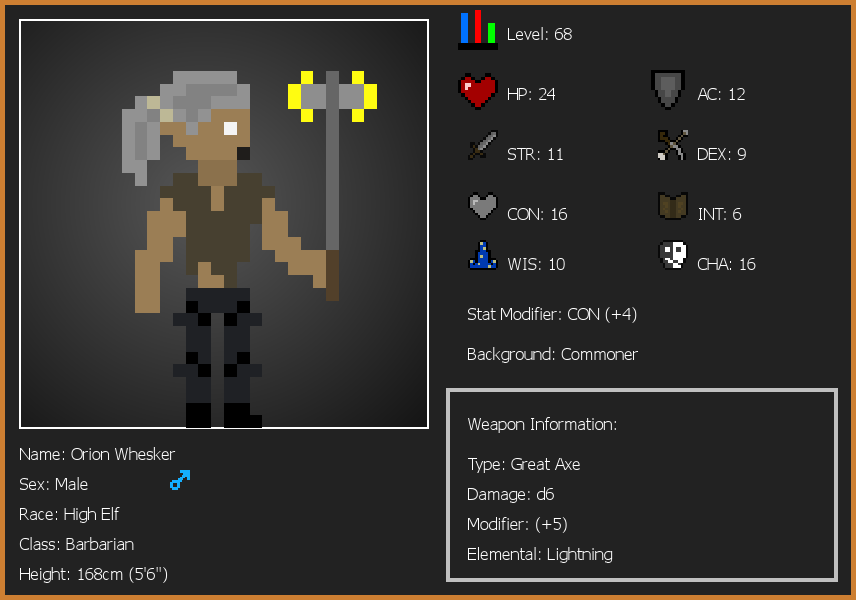 Level: 68
HP: 24
AC: 12
STR: 11
DEX: 9
CON: 16
INT: 6
WIS: 10
CHA: 16
Stat Modifier: CON (+4)
Background: Commoner
Weapon Information:
Type: Great Axe
Damage: d6
Modifier: (+5)
Elemental: Lightning
Name: Orion Whesker
Sex: Male
Race: High Elf
Class: Barbarian
Height: 168cm (5'6")